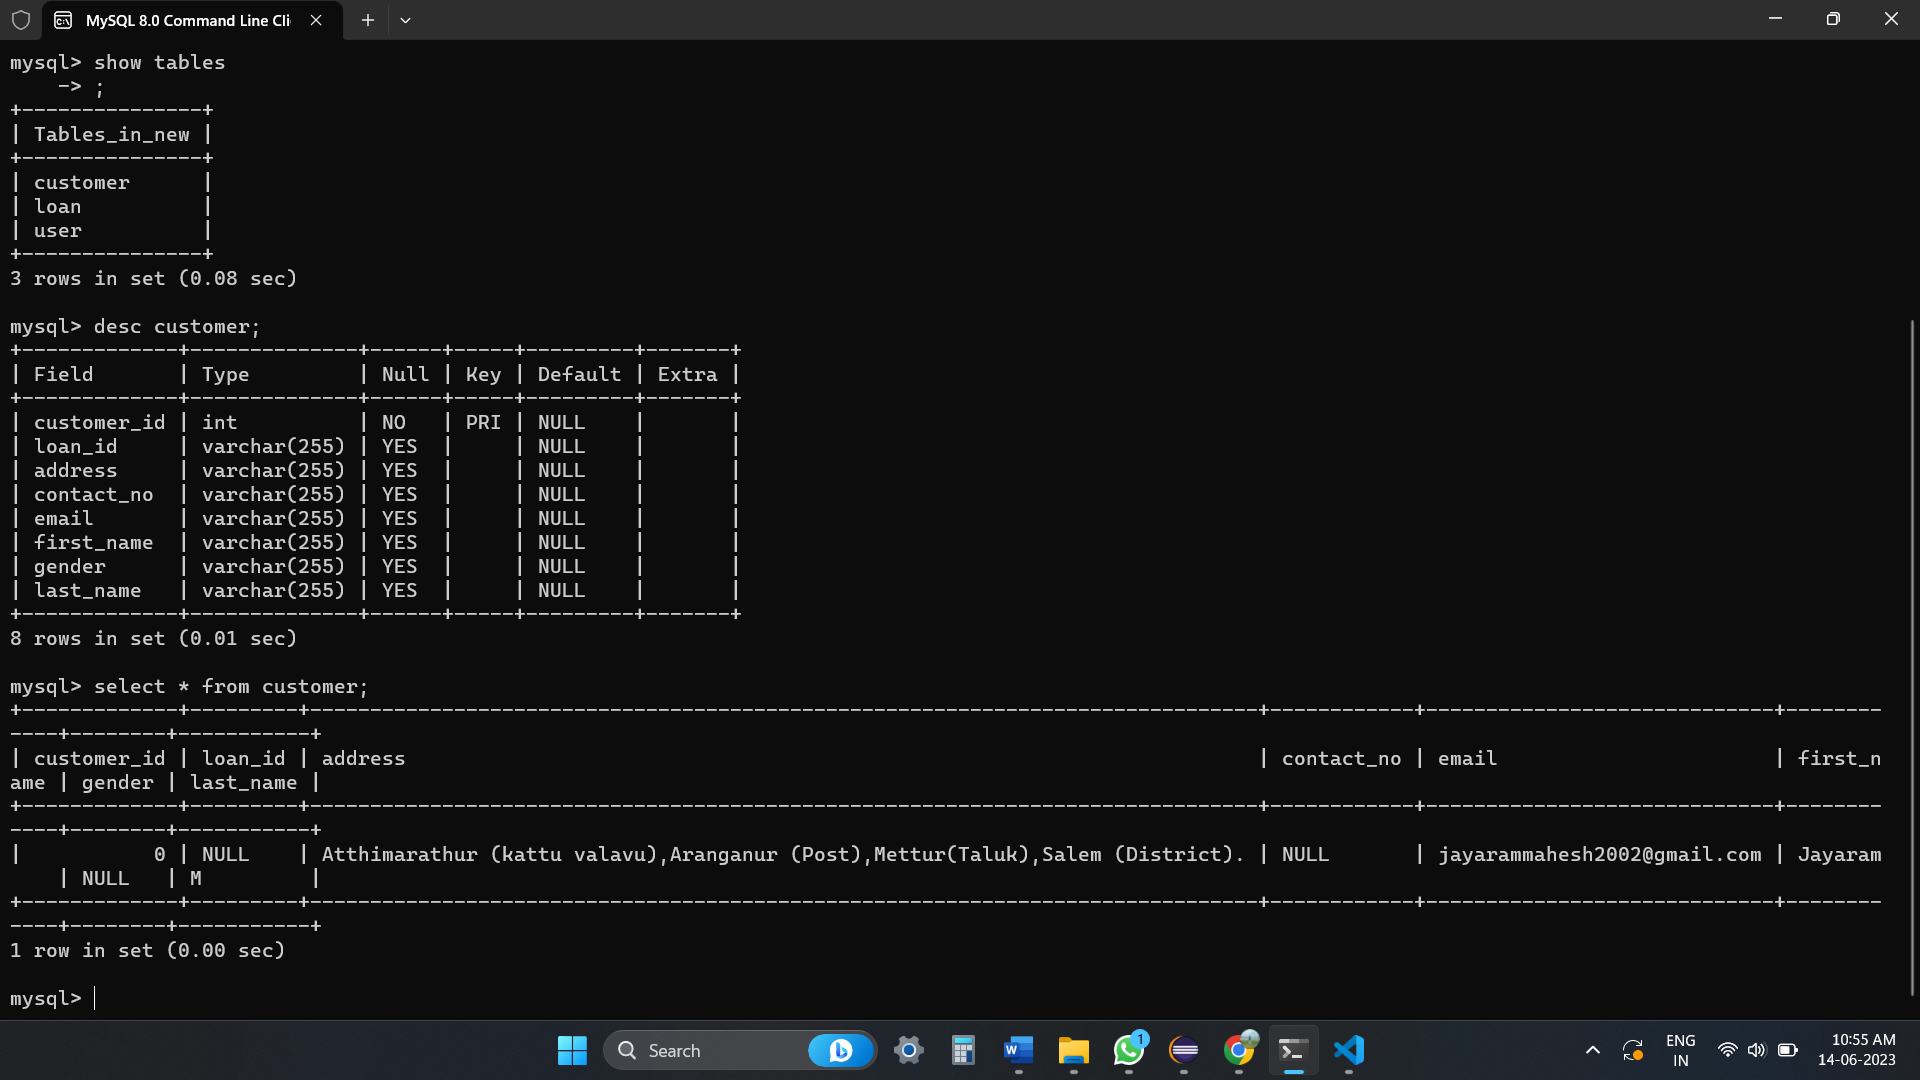 MySQL 8.0 Command Line Cli
mysql> show tables
    -> ;
+---------------+
| Tables_in_new |
+---------------+
| customer      |
| loan          |
| user          |
+---------------+
3 rows in set (0.08 sec)
mysql> desc customer;
+-------------+--------------+------+-----+---------+-------+
| Field       | Type         | Null | Key | Default | Extra |
+-------------+--------------+------+-----+---------+-------+
| customer_id | int          | NO   | PRI | NULL    |       |
| loan_id     | varchar(255) | YES  |     | NULL    |       |
| address     | varchar(255) | YES  |     | NULL    |       |
| contact_no  | varchar(255) | YES  |     | NULL    |       |
| email       | varchar(255) | YES  |     | NULL    |       |
| first_name  | varchar(255) | YES  |     | NULL    |       |
| gender      | varchar(255) | YES  |     | NULL    |       |
| last_name   | varchar(255) | YES  |     | NULL    |       |
+-------------+--------------+------+-----+---------+-------+
8 rows in set (0.01 sec)
mysql> select * from customer;
+-------------+---------+-------------------------------------------------------------------------------+------------+-----------------------------+--------
----+--------+-----------+
| customer_id | loan_id | address                                                                       | contact_no | email                       | first_n
ame | gender | last_name |
+-------------+---------+-------------------------------------------------------------------------------+------------+-----------------------------+--------
----+--------+-----------+
|           0 | NULL    | Atthimarathur (kattu valavu),Aranganur (Post),Mettur(Taluk),Salem (District). | NULL       | jayarammahesh2002@gmail.com | Jayaram
    | NULL   | M         |
+-------------+---------+-------------------------------------------------------------------------------+------------+-----------------------------+--------
----+--------+-----------+
1 row in set (0.00 sec)
mysql>
Search
1
ENG
IN
10:55 AM
14-06-2023